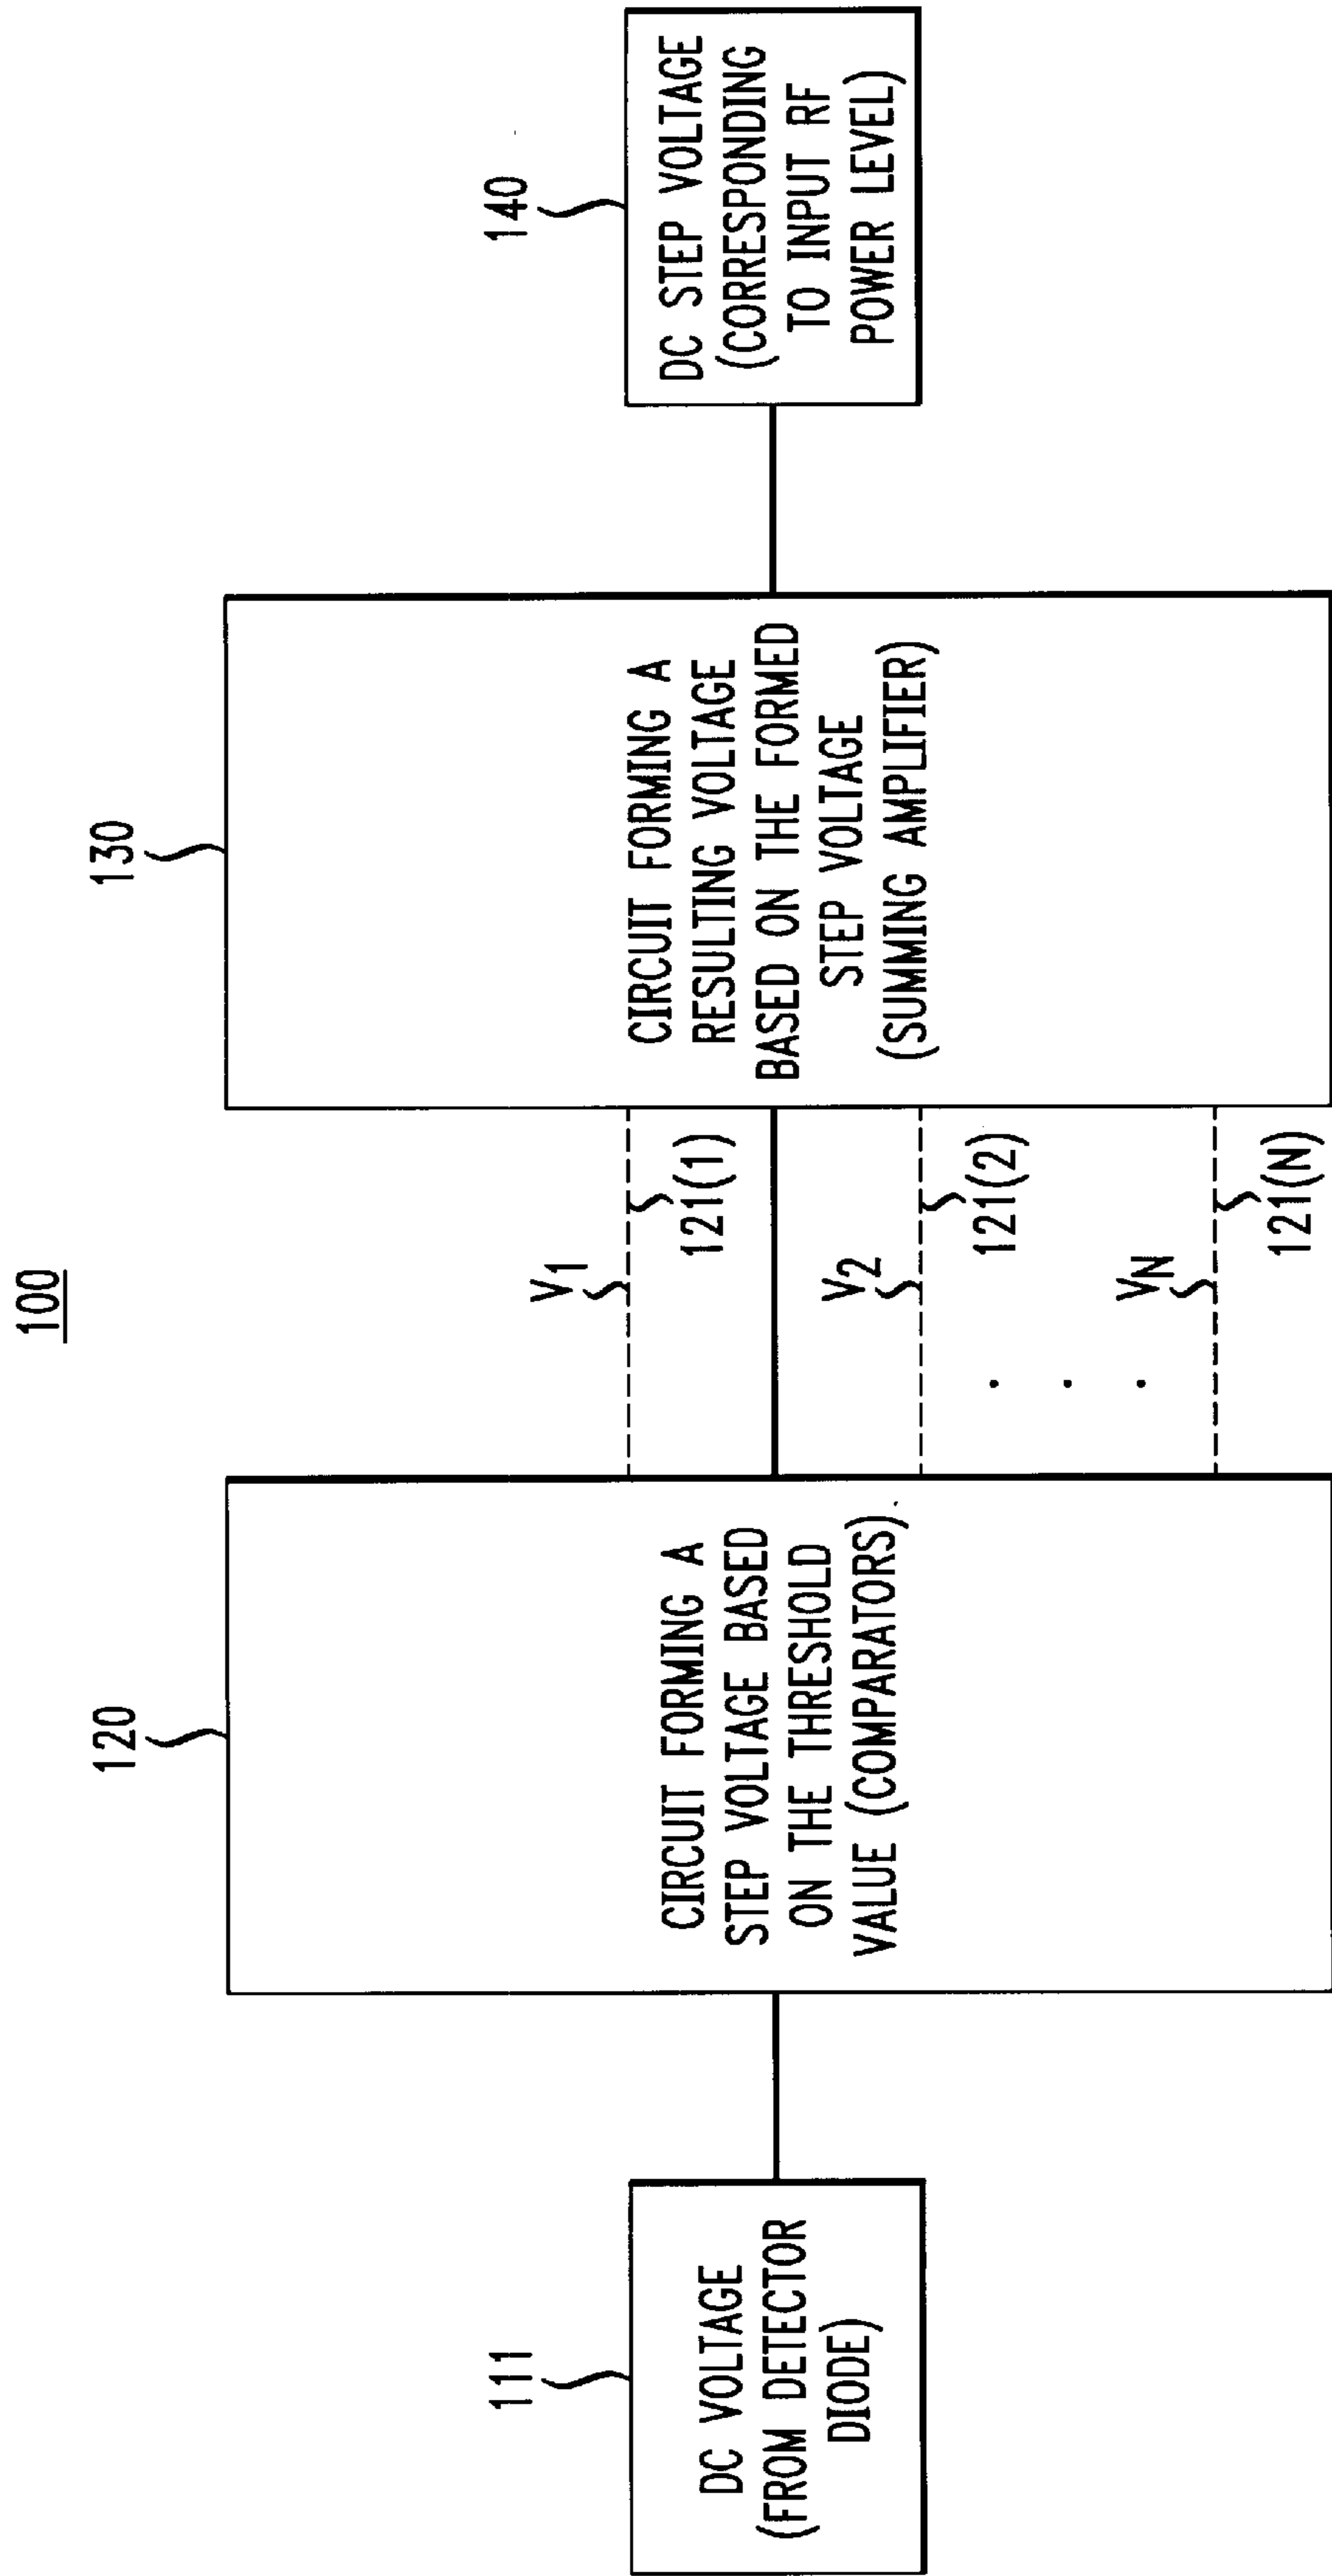 100
111
DC VOLTAGE
(FROM DETECTOR
DIODE)
120
CIRCUIT FORMING A
STEP VOLTAGE BASED
ON THE THRESHOLD
VALUE (COMPARATORS)
V1
121(1)
V2
121(2)
. . .
VN
121(N)
130
CIRCUIT FORMING A
RESULTING VOLTAGE
BASED ON THE FORMED
STEP VOLTAGE
(SUMMING AMPLIFIER)
140
DC STEP VOLTAGE
(CORRESPONDING
TO INPUT RF
POWER LEVEL)